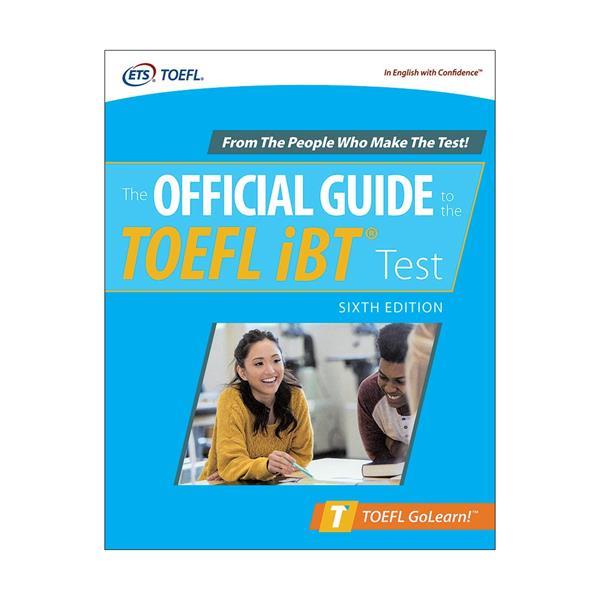 ETS® TOEFL®
In English with Confidence™
From The People Who Make The Test!
The OFFICIAL GUIDE to the
TOEFL iBT® Test
SIXTH EDITION
T TOEFL GoLearn!™